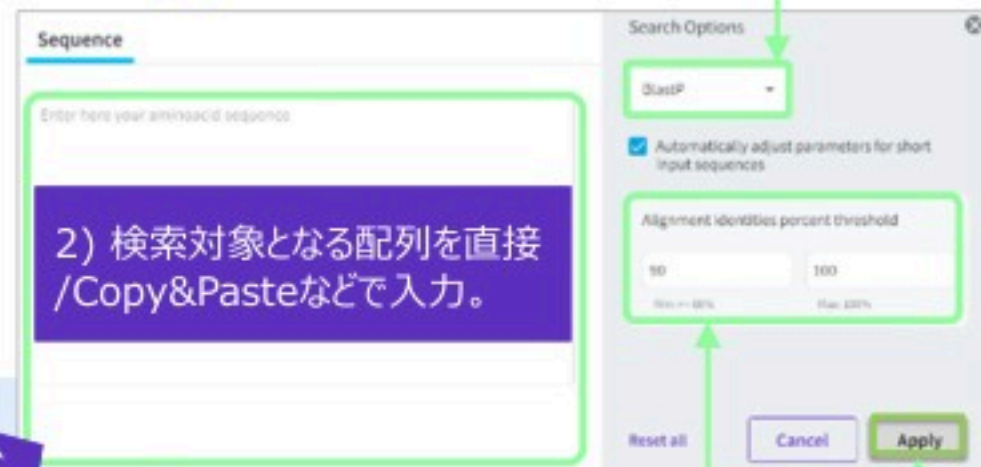 Sequence
Enter here your aminoacid sequence
2) 検索対象となる配列を直接
/Copy&Pasteなどで入力。
Search Options
BlastP
Automatically adjust parameters for short
input sequences
Alignment identities percent threshold
90
100
Max 100%
Reset all
Cancel
Apply